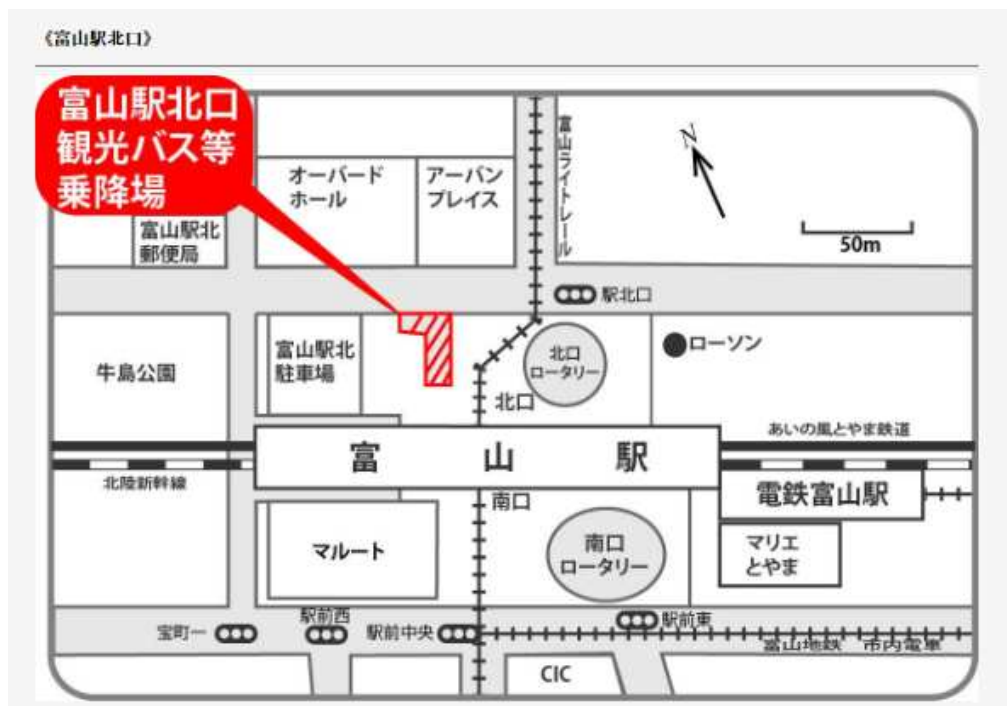 《富山駅北口》
富山駅北口
観光バス等
乗降場
オーバード
ホール
アーバン
プレイス
富山ライトレール
N
50m
富山駅北
郵便局
駅北口
牛島公園
富山駅北
駐車場
北口
ロータリー
ローソン
北口
あいの風とやま鉄道
富山駅
北陸新幹線
電鉄富山駅
南口
マルート
南口
ロータリー
マリエ
とやま
宝町一
駅前西
駅前中央
駅前東
富山地鉄 市内電車
CIC